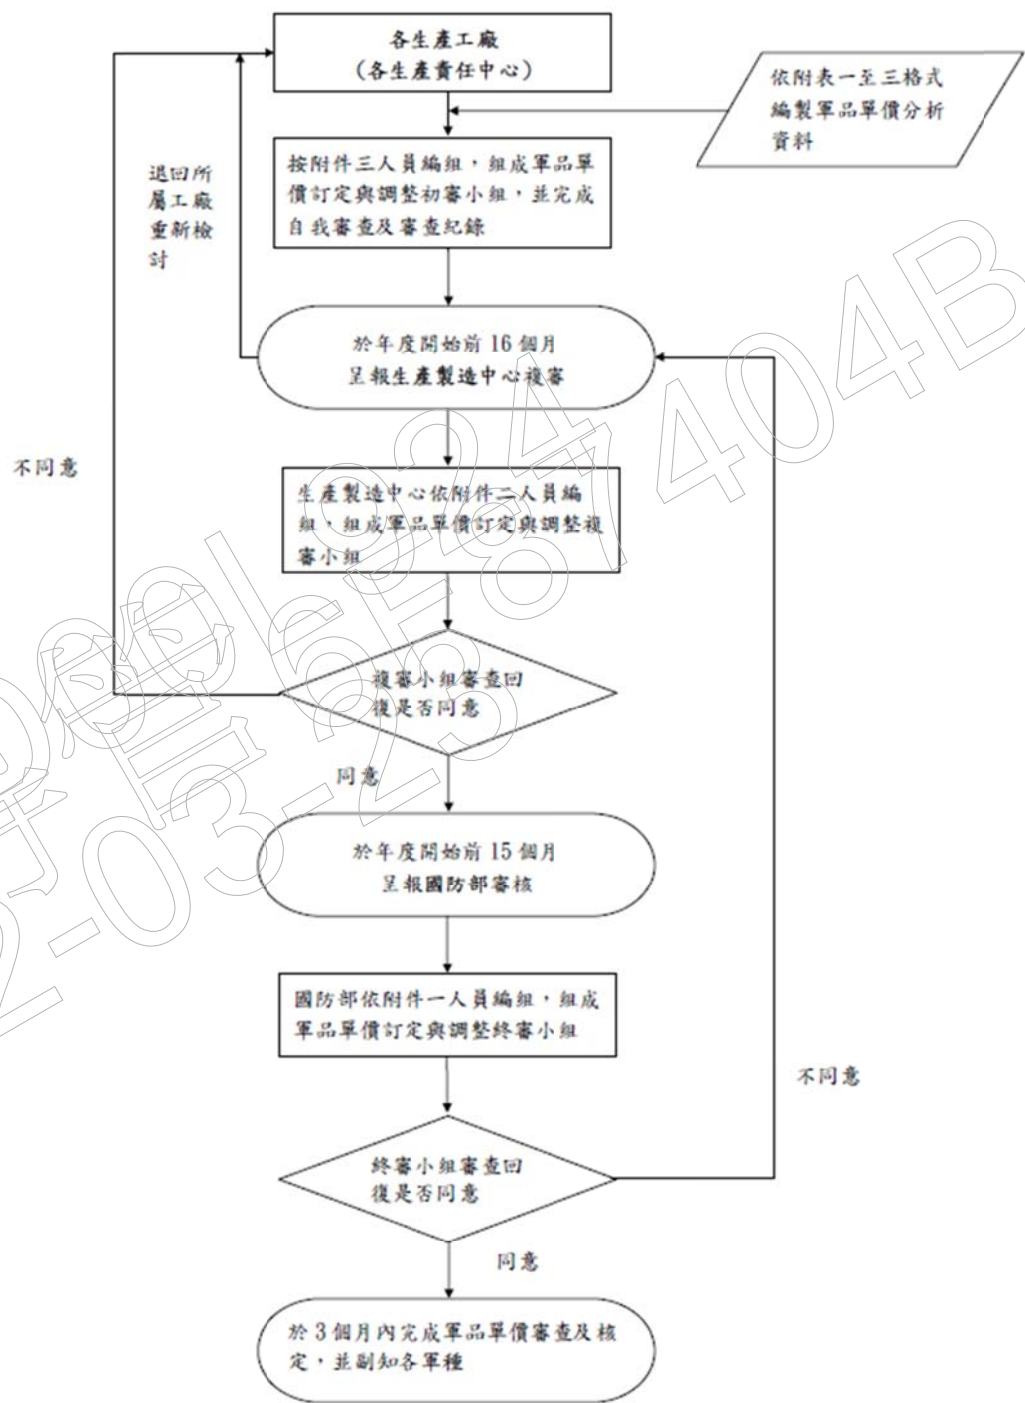 各生產工廠
(各生產責任中心)
依附表一至三格式
編製軍品單價分析
資料
按附件三人員編組，組成軍品單
價訂定與調整初審小組，並完成
自我審查及審查紀錄
退回所
屬工廠
重新檢
討
於年度開始前 16 個月
呈報生產製造中心複審
不同意
生產製造中心依附件二人員編
組，組成軍品單價訂定與調整複
審小組
複審小組審查回
復是否同意
同意
於年度開始前 15 個月
呈報國防部審核
國防部依附件一人員編組，組成
軍品單價訂定與調整終審小組
不同意
終審小組審查回
復是否同意
同意
於 3 個月內完成軍品單價審查及核
定，並副知各軍種